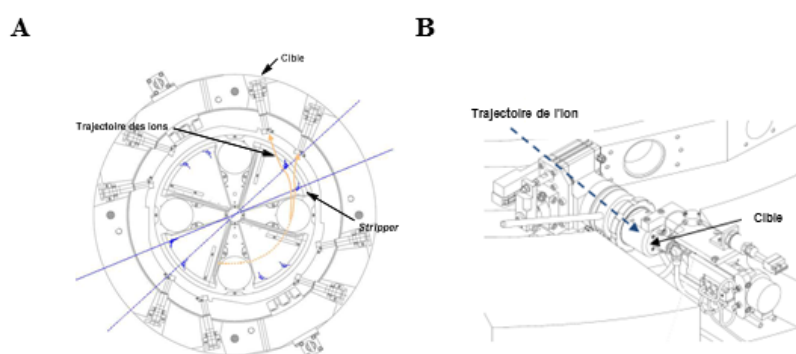 A
Cible
Trajectoire des ions
Stripper
B
Trajectoire de l'ion
Cible